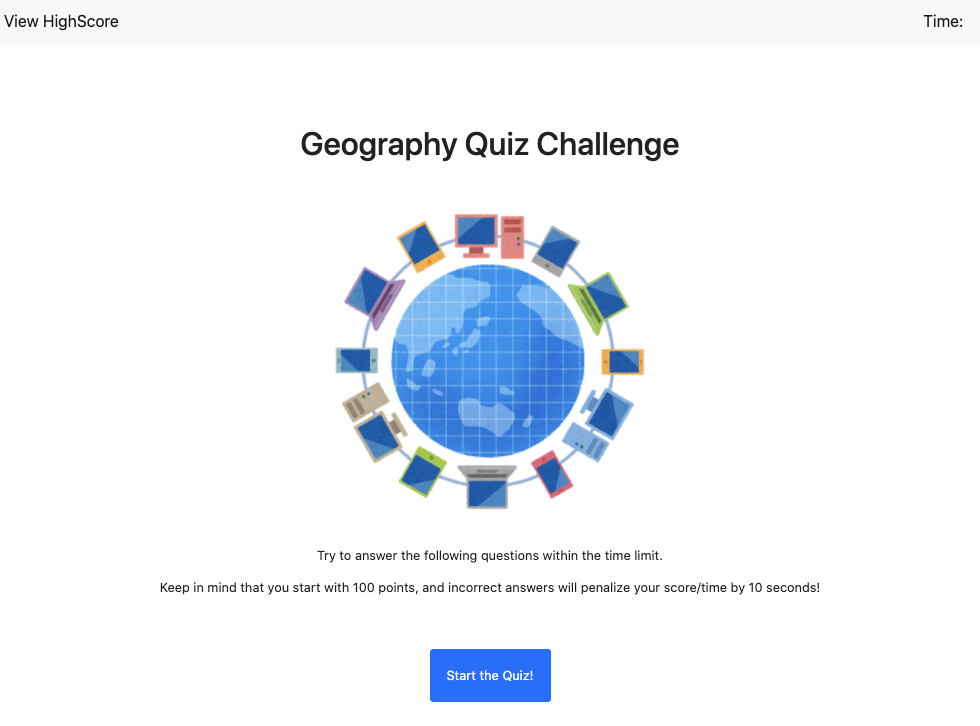 View HighScore
Time:
Geography Quiz Challenge
Try to answer the following questions within the time limit.
Keep in mind that you start with 100 points, and incorrect answers will penalize your score/time by 10 seconds!
Start the Quiz!